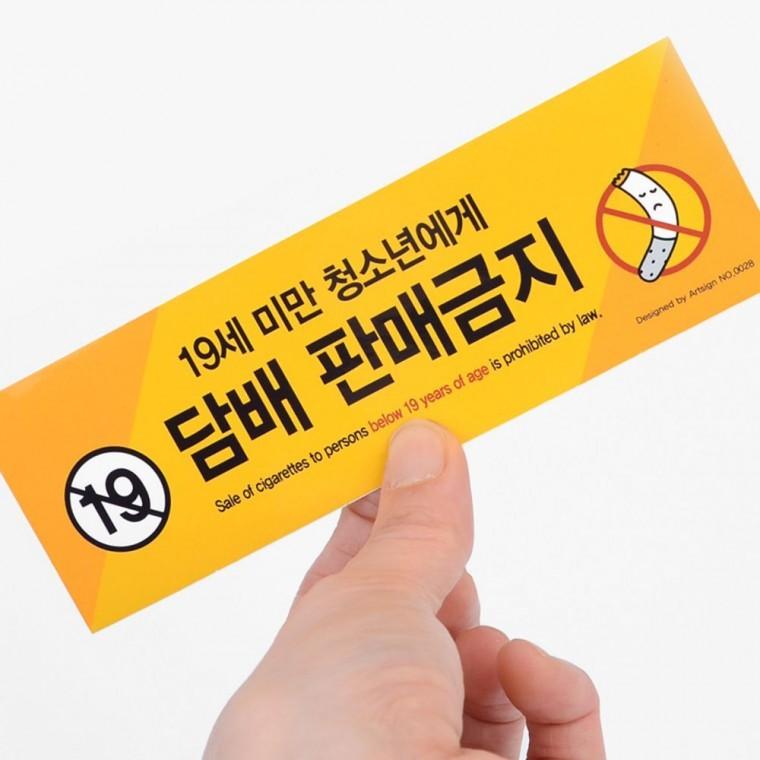 19세 미만 청소년에게
담배 판매금지
Sale of cigarettes to persons below 19 years of age is prohibited by law.
19
Designed by Artsign NO.0028